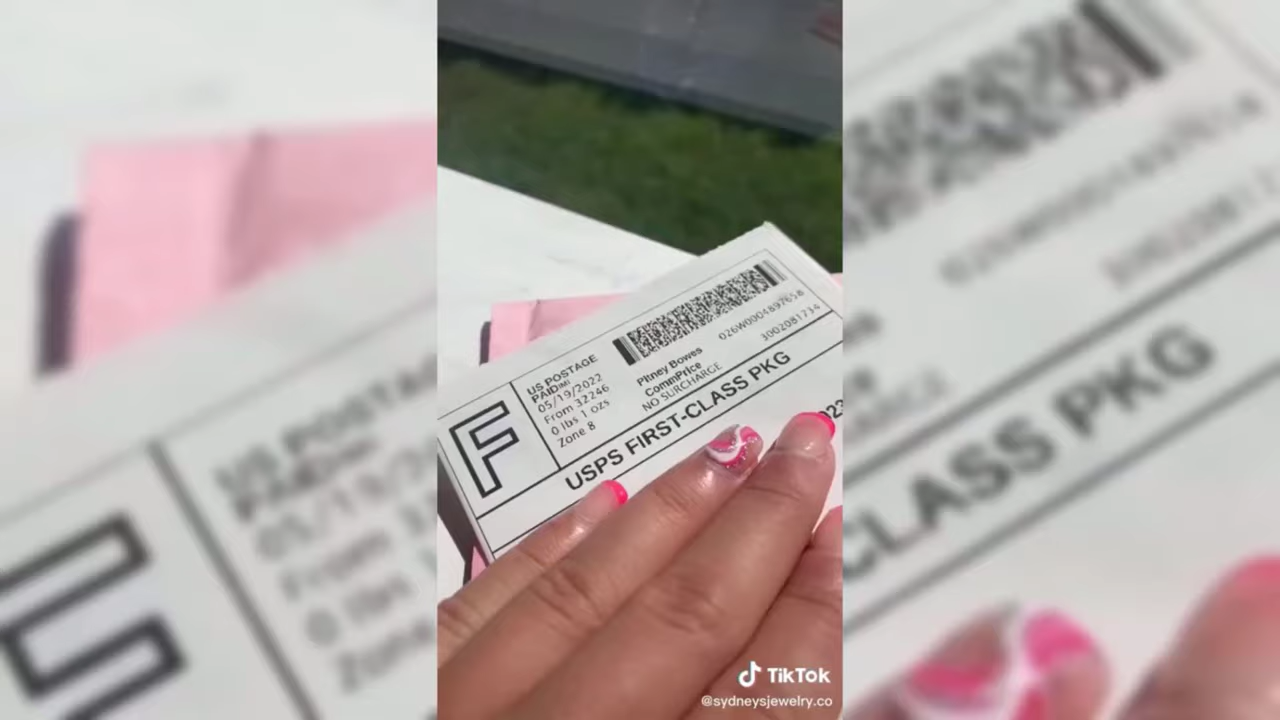 F
US POSTAGE
PAID IMI
05/19/2022
From 32246
0 lbs 1 ozs
Zone 8
Pitney Bowes
CommPrice
NO SURCHARGE
026W0004897658
3002081734
USPS FIRST-CLASS PKG
TikTok
@sydneysjewelry.co